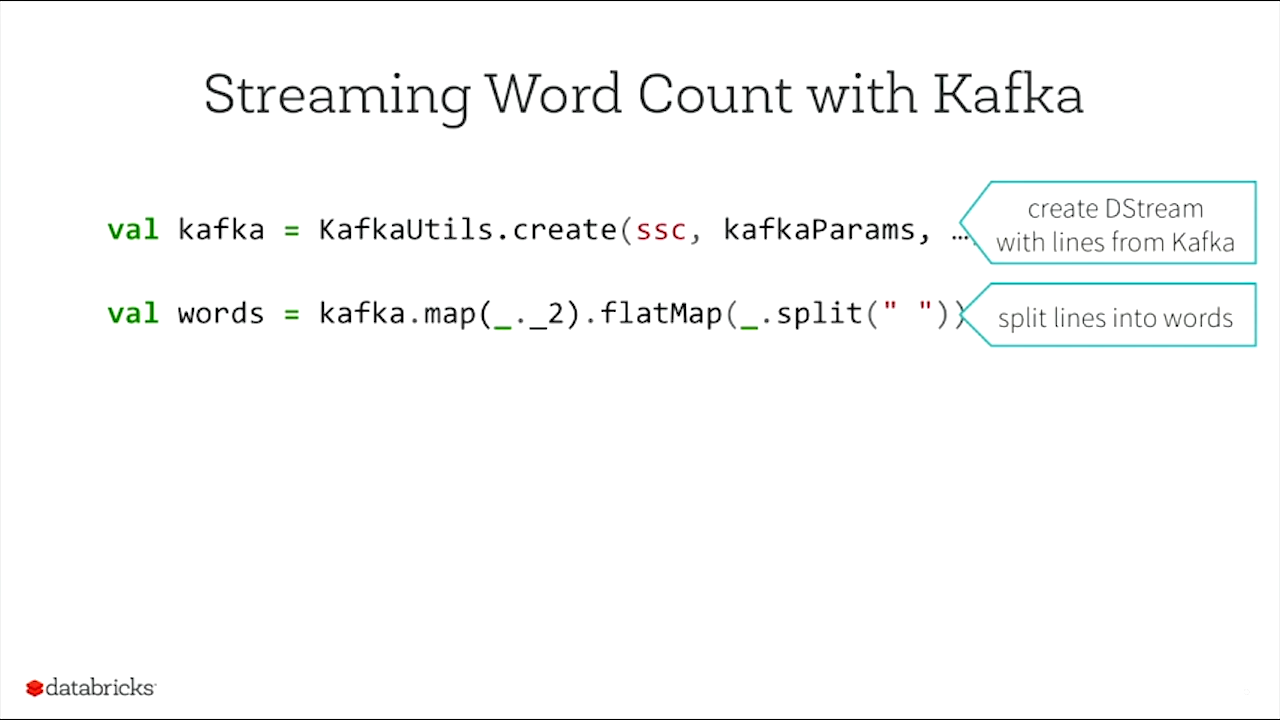 Streaming Word Count with Kafka
val kafka = KafkaUtils.create(ssc, kafkaParams, …
create DStream
with lines from Kafka
val words = kafka.map(_._2).flatMap(_.split(" "))
split lines into words
databricks